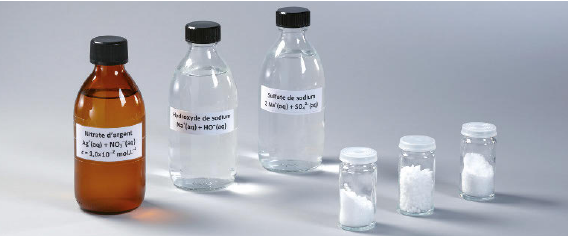 Nitrate d'argent
Ag⁺(aq) + NO₃⁻(aq)
c = 1,0×10⁻² mol.L⁻¹
Hydroxyde de sodium
Na⁺(aq) + HO⁻(aq)
Sulfate de sodium
2 Na⁺(aq) + SO₄²⁻(aq)